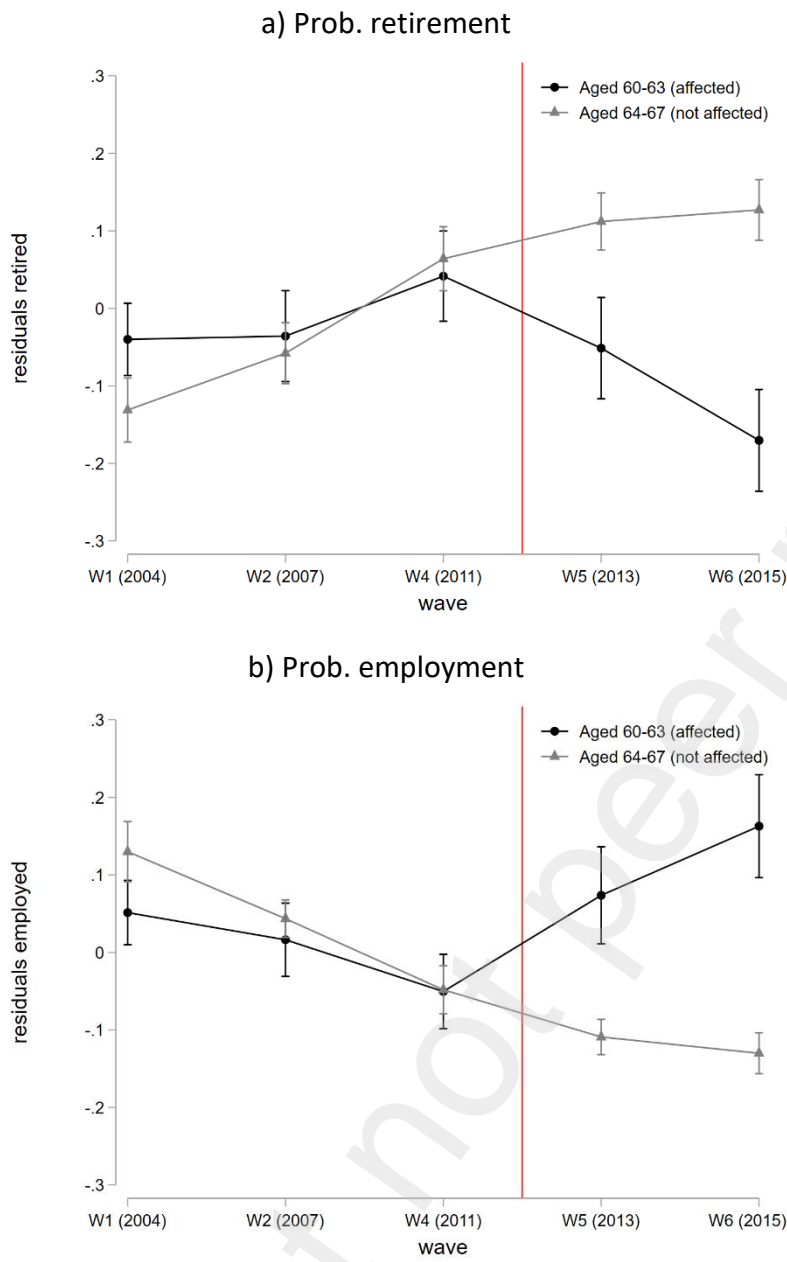 a) Prob. retirement
.3
.2
.1
0
-.1
-.2
-.3
residuals retired
Aged 60-63 (affected)
Aged 64-67 (not affected)
W1 (2004)
W2 (2007)
W4 (2011)
W5 (2013)
W6 (2015)
wave
b) Prob. employment
.3
.2
.1
0
-.1
-.2
-.3
residuals employed
Aged 60-63 (affected)
Aged 64-67 (not affected)
W1 (2004)
W2 (2007)
W4 (2011)
W5 (2013)
W6 (2015)
wave
not peer